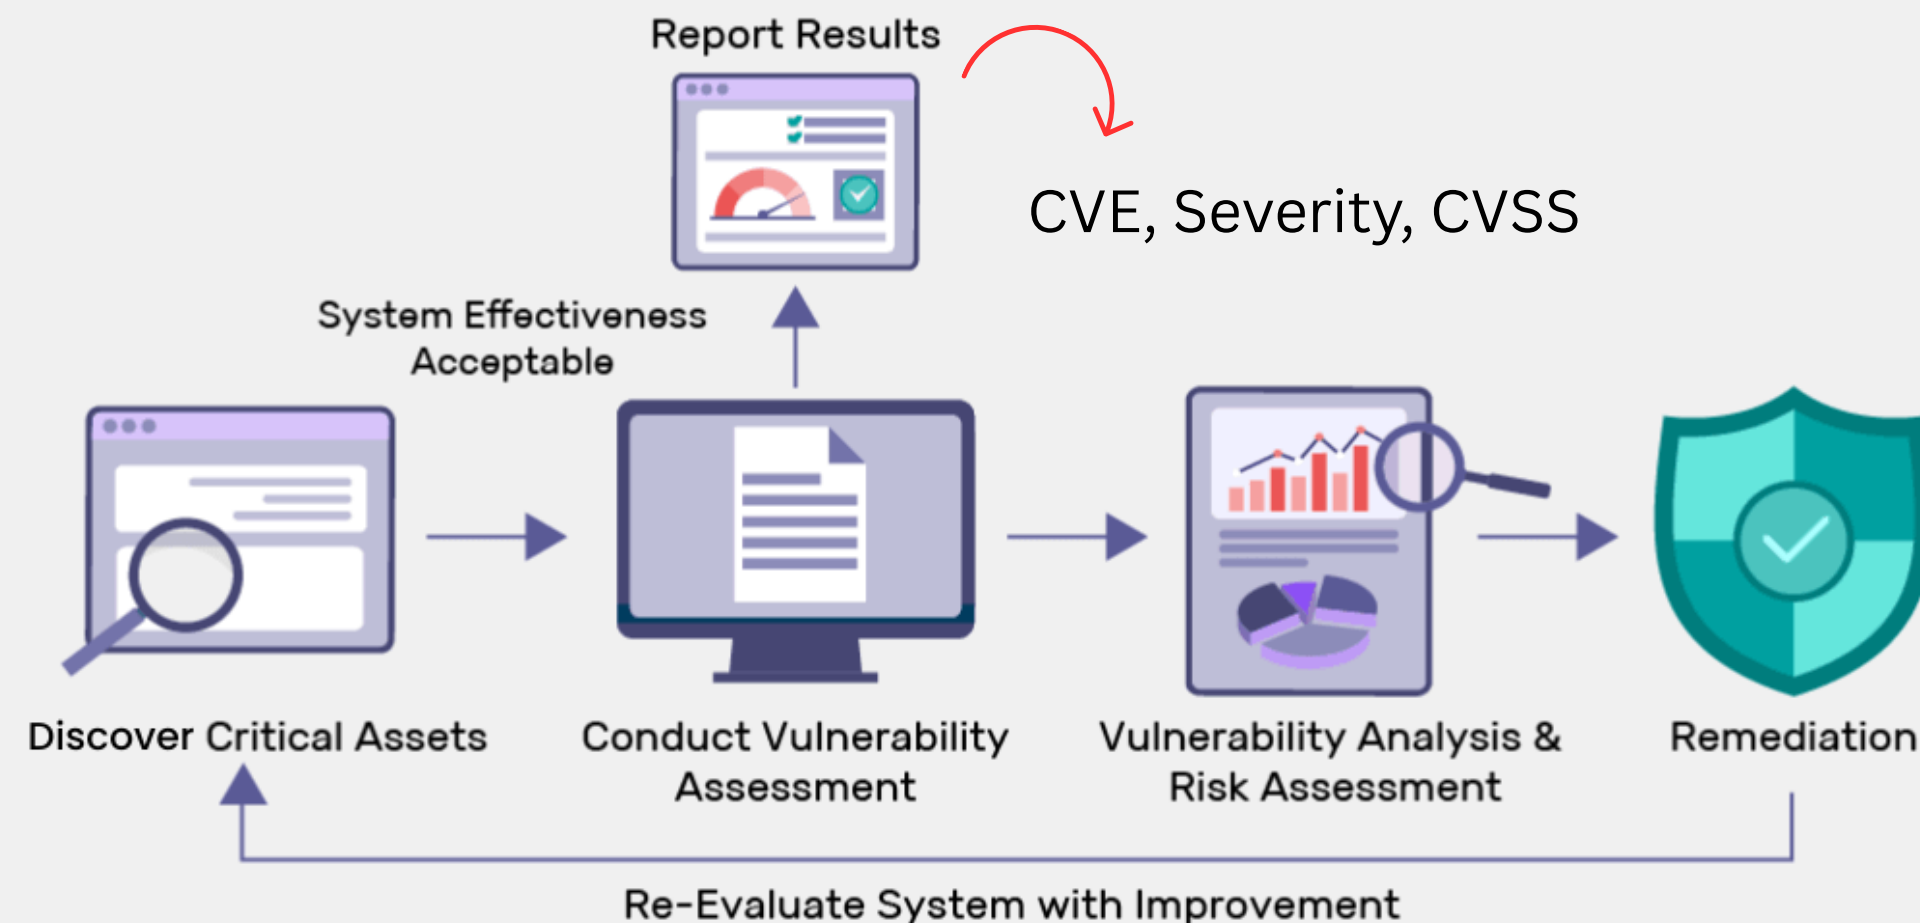 Report Results
CVE, Severity, CVSS
System Effectiveness
Acceptable
Discover Critical Assets
Conduct Vulnerability
Assessment
Vulnerability Analysis &
Risk Assessment
Remediation
Re-Evaluate System with Improvement